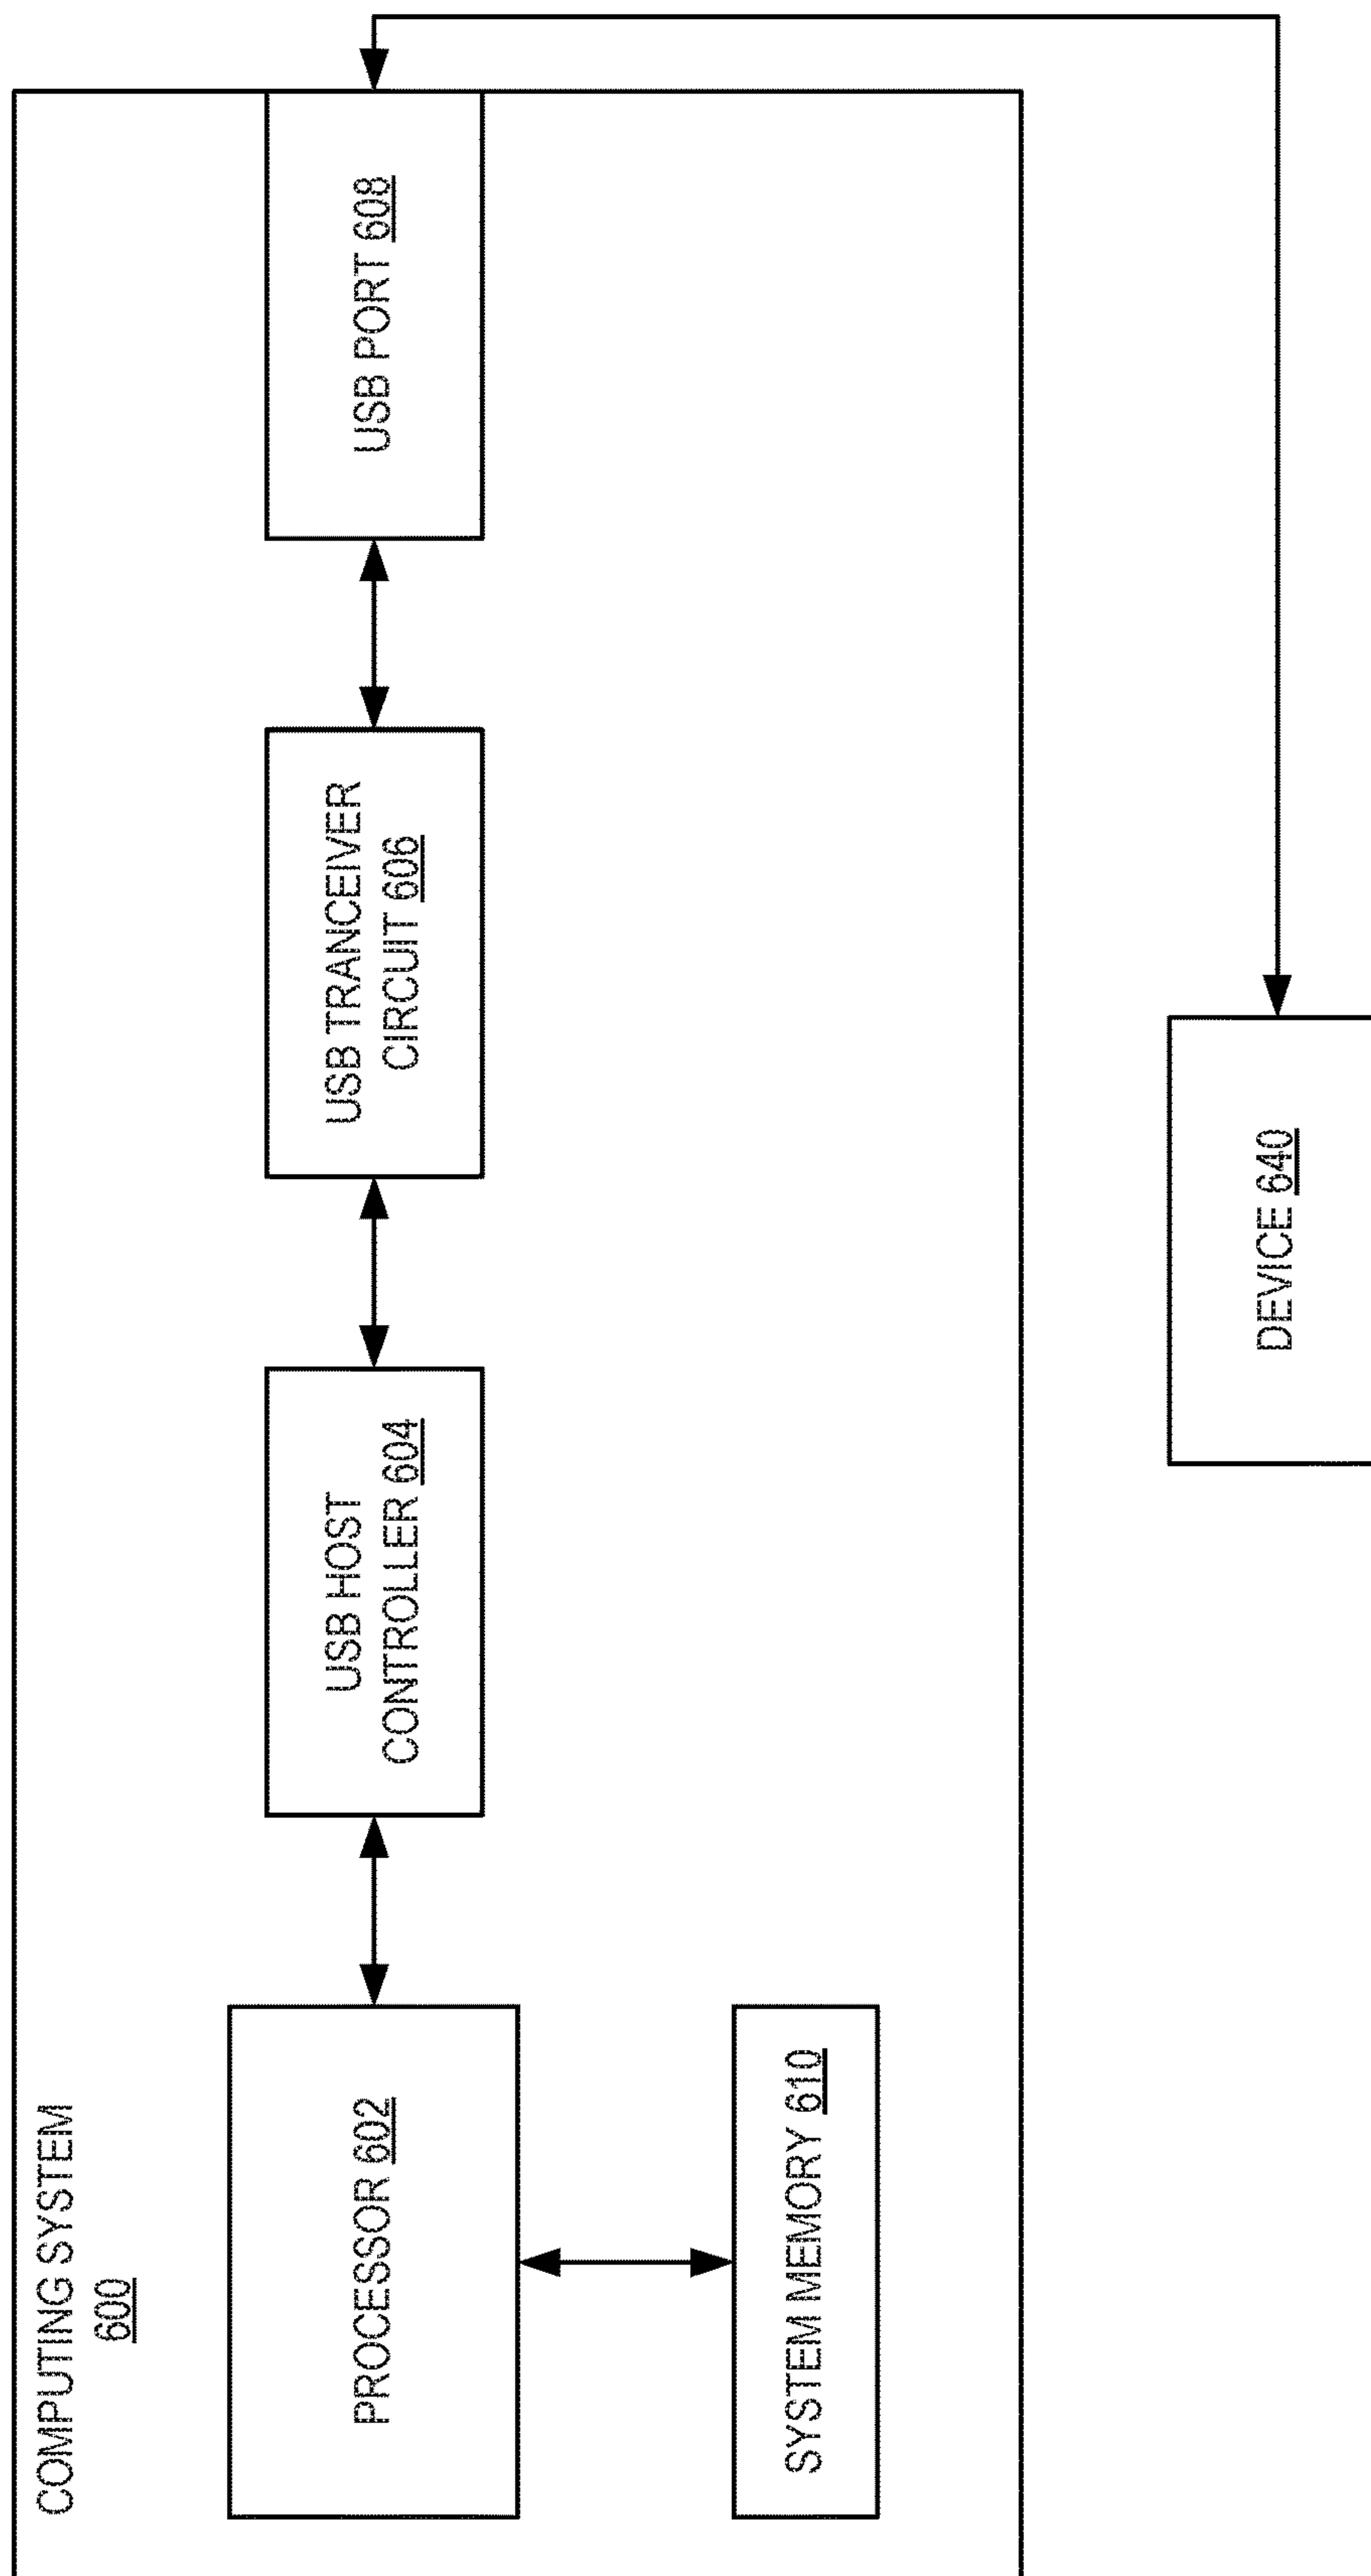 COMPUTING SYSTEM
600
PROCESSOR 602
USB HOST
CONTROLLER 604
USB TRANCEIVER
CIRCUIT 606
USB PORT 608
SYSTEM MEMORY 610
DEVICE 640